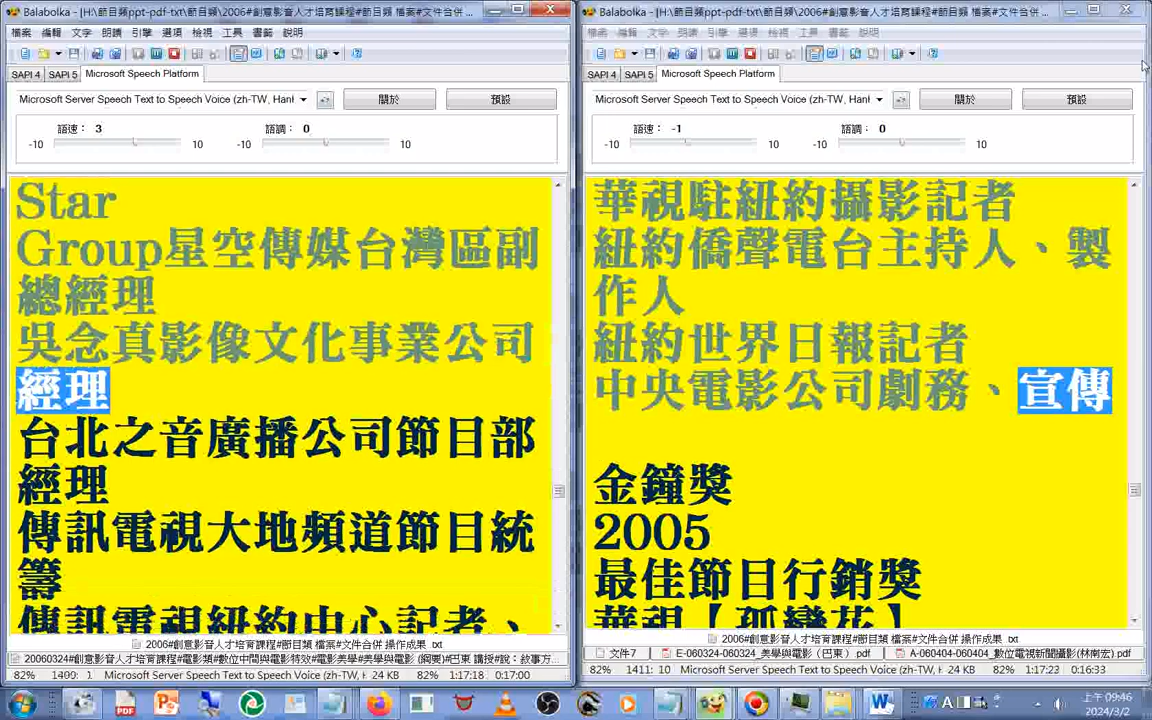 Balabolka - [H:\節目類ppt-pdf-txt\節目類\2006#創意影音人才培育課程#節目類 檔案#文件合併 ...
檔案 編輯 文字 朗讀 引擎 選項 檢視 工具 書籤 說明
SAPI 4 SAPI 5 Microsoft Speech Platform
Microsoft Server Speech Text to Speech Voice (zh-TW, Han
關於
預設
語速： 3
語調： 0
-10 10 -10 10
Star
Group星空傳媒台灣區副
總經理
吳念真影像文化事業公司
經理
台北之音廣播公司節目部
經理
傳訊電視大地頻道節目統
籌
傳訊電視紐約中心記者、
2006#創意影音人才培育課程#節目類 檔案#文件合併 操作成果 txt
20060324#創意影音人才培育課程#電影類#數位中間與電影特效#電影美學#美學與電影 (綱要)#巴東 講授#說：敘事方...
82% 1409: 1 Microsoft Server Speech Text to Speech Voice (zh-TW, H 24 KB 1:17:18 0:17:00
Balabolka - [H:\節目類ppt-pdf-txt\節目類\2006#創意影音人才培育課程#節目類 檔案#文件合併 ...
檔案 編輯 文字 朗讀 引擎 選項 檢視 工具 書籤 說明
SAPI 4 SAPI 5 Microsoft Speech Platform
Microsoft Server Speech Text to Speech Voice (zh-TW, Han
關於
預設
語速： -1
語調： 0
-10 10 -10 10
華視駐紐約攝影記者
紐約僑聲電台主持人、製
作人
紐約世界日報記者
中央電影公司劇務、宣傳
金鐘獎
2005
最佳節目行銷獎
華視【孤戀花】
2006#創意影音人才培育課程#節目類 檔案#文件合併 操作成果 txt
文件7 E-060324-060324_美學與電影（巴東）.pdf A-060404-060404_數位電視新聞攝影(林南宏).pdf
82% 1411: 10 Microsoft Server Speech Text to Speech Voice (zh-TW, H 24 KB 1:17:20 0:16:33
上午 09:46
2024/3/2